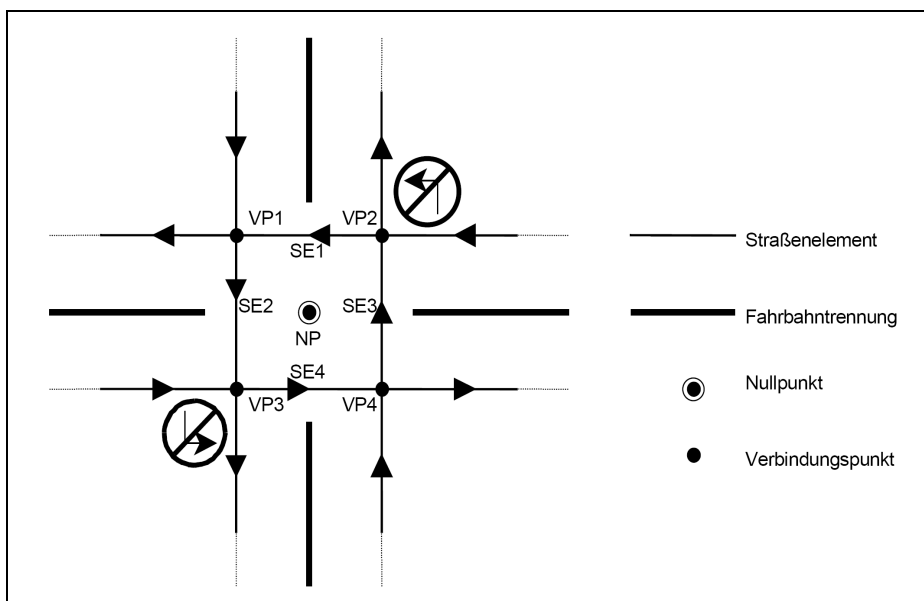 VP1
VP2
SE1
Straßenelement
SE2
SE3
NP
Fahrbahntrennung
SE4
VP3
VP4
Nullpunkt
Verbindungspunkt